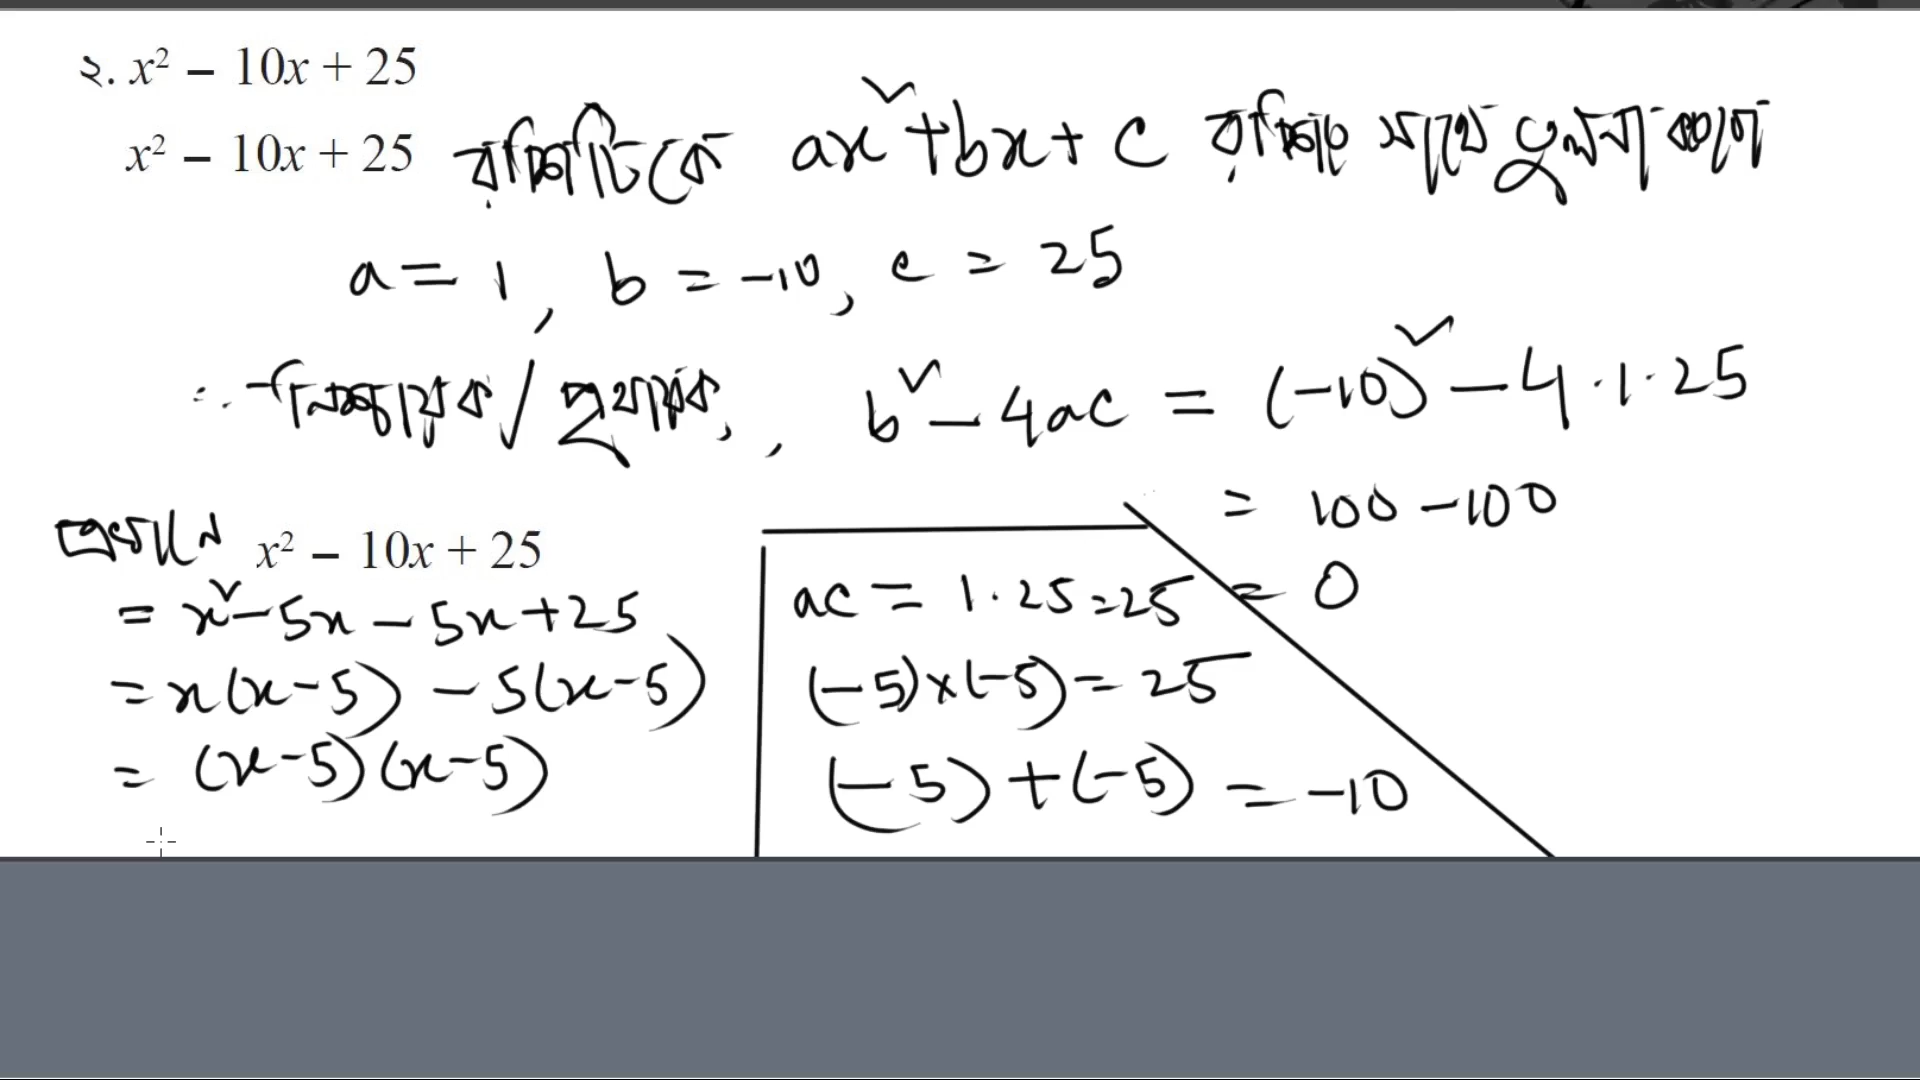 ২. x² – 10x + 25
x² – 10x + 25 রাশিটিকে ax² + bx + c রাশির সাথে তুলনা করলে
a = 1, b = -10, c = 25
∴ নিশ্চায়ক / পৃথায়ক, b² - 4ac = (-10)² - 4.1.25
= 100 - 100
= 0
এখানে x² – 10x + 25
= x² - 5x - 5x + 25
= x(x-5) - 5(x-5)
= (x-5)(x-5)
ac = 1.25 = 25
(-5)×(-5) = 25
(-5) + (-5) = -10